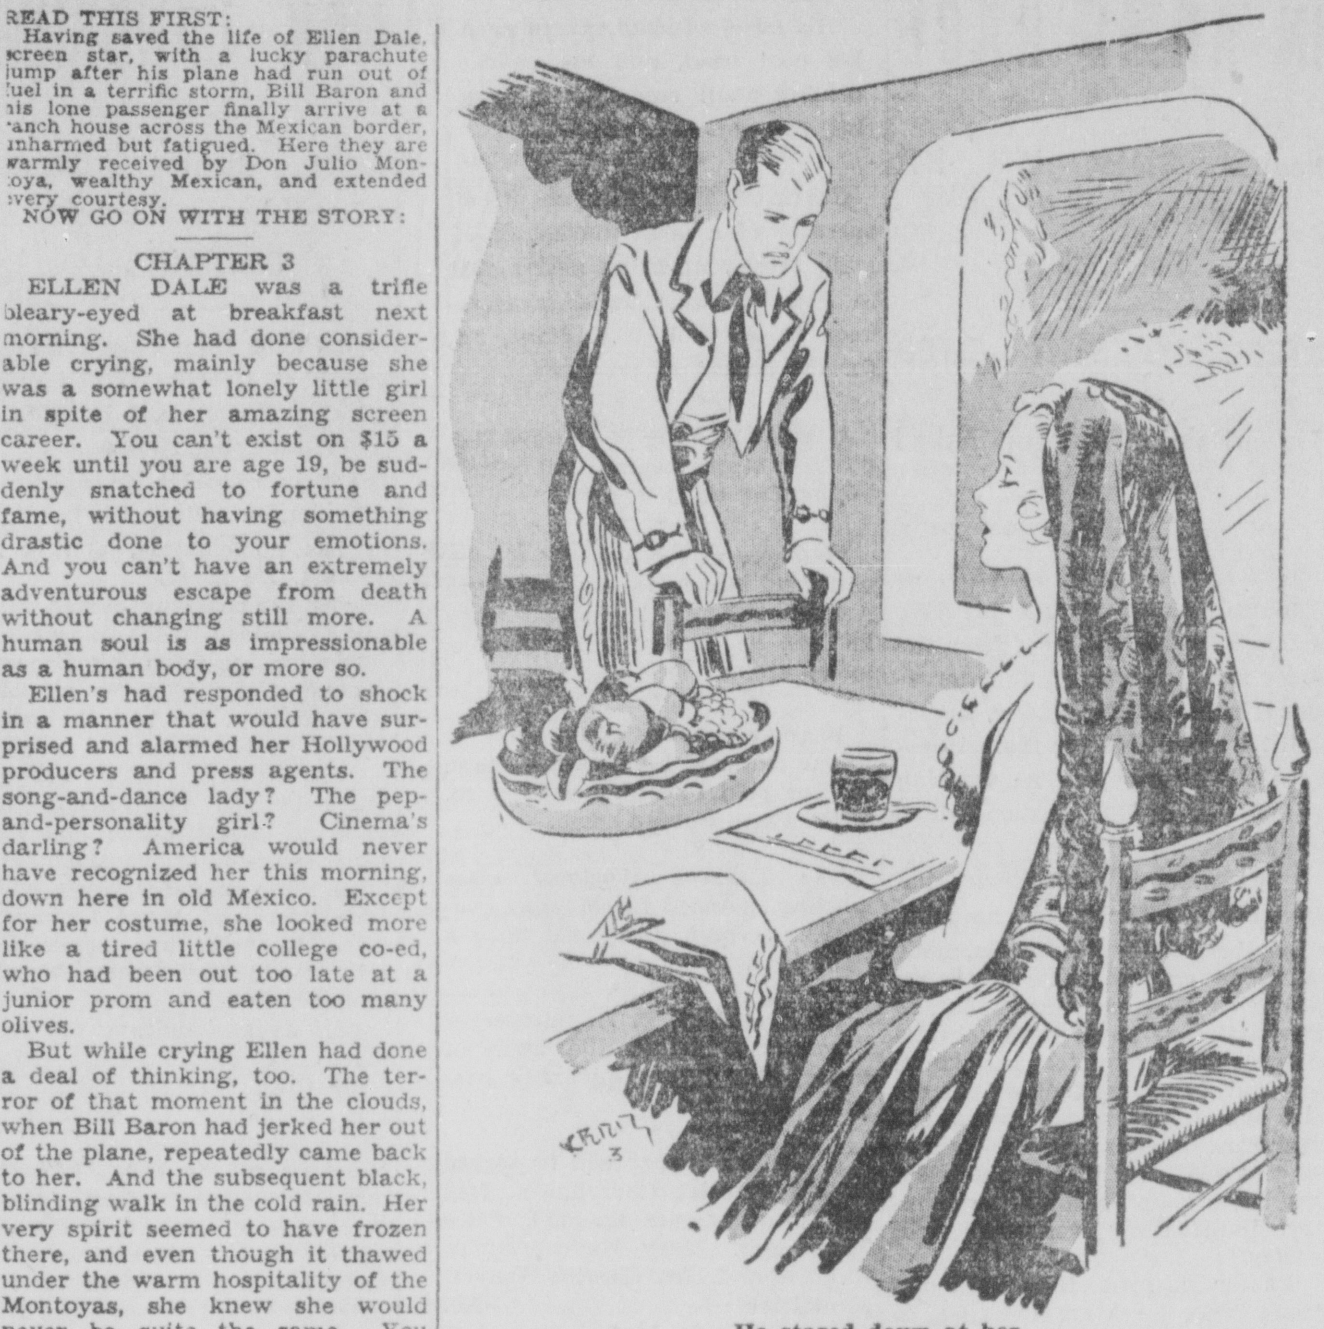 READ THIS FIRST:
Having saved the life of Ellen Dale,
screen star, with a lucky parachute
jump after his plane had run out of
fuel in a terrific storm, Bill Baron and
his lone passenger finally arrive at a
ranch house across the Mexican border,
unharmed but fatigued. Here they are
warmly received by Don Julio Mon-
toya, wealthy Mexican, and extended
every courtesy.
NOW GO ON WITH THE STORY:
CHAPTER 3
ELLEN DALE was a trifle
bleary-eyed at breakfast next
morning. She had done consider-
able crying, mainly because she
was a somewhat lonely little girl
in spite of her amazing screen
career. You can't exist on $15 a
week until you are age 19, be sud-
denly snatched to fortune and
fame, without having something
drastic done to your emotions.
And you can't have an extremely
adventurous escape from death
without changing still more. A
human soul is as impressionable
as a human body, or more so.
Ellen's had responded to shock
in a manner that would have sur-
prised and alarmed her Hollywood
producers and press agents. The
song-and-dance lady? The pep-
and-personality girl? Cinema's
darling? America would never
have recognized her this morning,
down here in old Mexico. Except
for her costume, she looked more
like a tired little college co-ed,
who had been out too late at a
junior prom and eaten too many
olives.
But while crying Ellen had done
a deal of thinking, too. The ter-
ror of that moment in the clouds,
when Bill Baron had jerked her out
of the plane, repeatedly came back
to her. And the subsequent black,
blinding walk in the cold rain. Her
very spirit seemed to have frozen
there, and even though it thawed
under the warm hospitality of the
Montoyas, she knew she would
never be quite the same. You
3